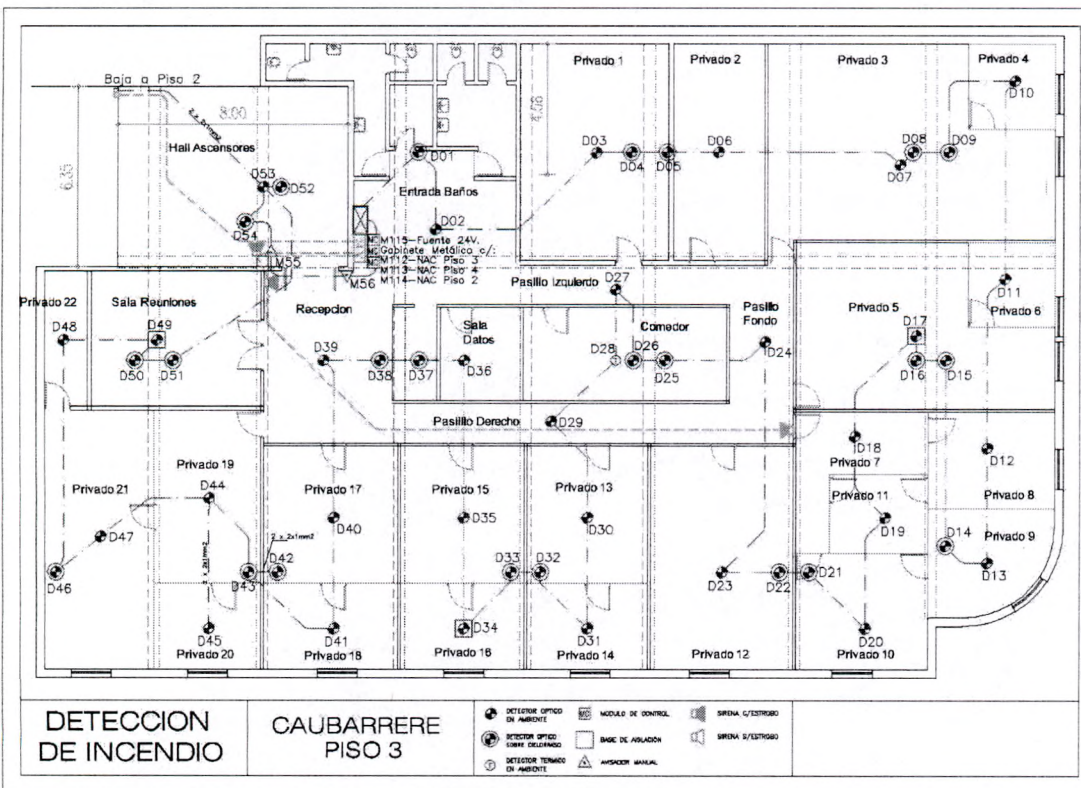 Baja a Piso 2
8.00
6.35
2 x 2x1mm2
Hall Ascensores
D53
D52
D54
M55
M56
D01
Entrada Baños
D02
M115-Fuente 24V.
Gabinete Metálico c/:
M112-NAC Piso 3
M113-NAC Piso 4
M114-NAC Piso 2
Privado 1
4.08
D03
D04
D05
Privado 2
D06
Privado 3
D07
D08
D09
Privado 4
D10
Privado 22
D48
Sala Reuniones
D49
D50
D51
Recepcion
D39
D38
D37
Sala
Datos
D36
Pasillo Izquierdo
D27
Comedor
D28
D26
D25
Pasillo
Fondo
D24
Pasillo Derecho
D29
Privado 5
D17
D16
D15
D11
Privado 6
D18
Privado 7
Privado 11
D19
D12
Privado 8
Privado 9
D14
D13
Privado 21
D47
D46
Privado 19
D44
2 x 2x1mm2
D43
D42
2 x 2x1mm2
D45
Privado 20
Privado 17
D40
D41
Privado 18
Privado 15
D35
D33
D32
D34
Privado 16
Privado 13
D30
D31
Privado 14
D23
D22
D21
Privado 12
D20
Privado 10
DETECCION
DE INCENDIO
CAUBARRERE
PISO 3
DETECTOR OPTICO
EN AMBIENTE
DETECTOR OPTICO
SOBRE CIELORRASO
DETECTOR TERMICO
EN AMBIENTE
MC
MODULO DE CONTROL
BASE DE AISLACIÓN
AVISADOR MANUAL
SIRENA C/ESTROBO
SIRENA S/ESTROBO